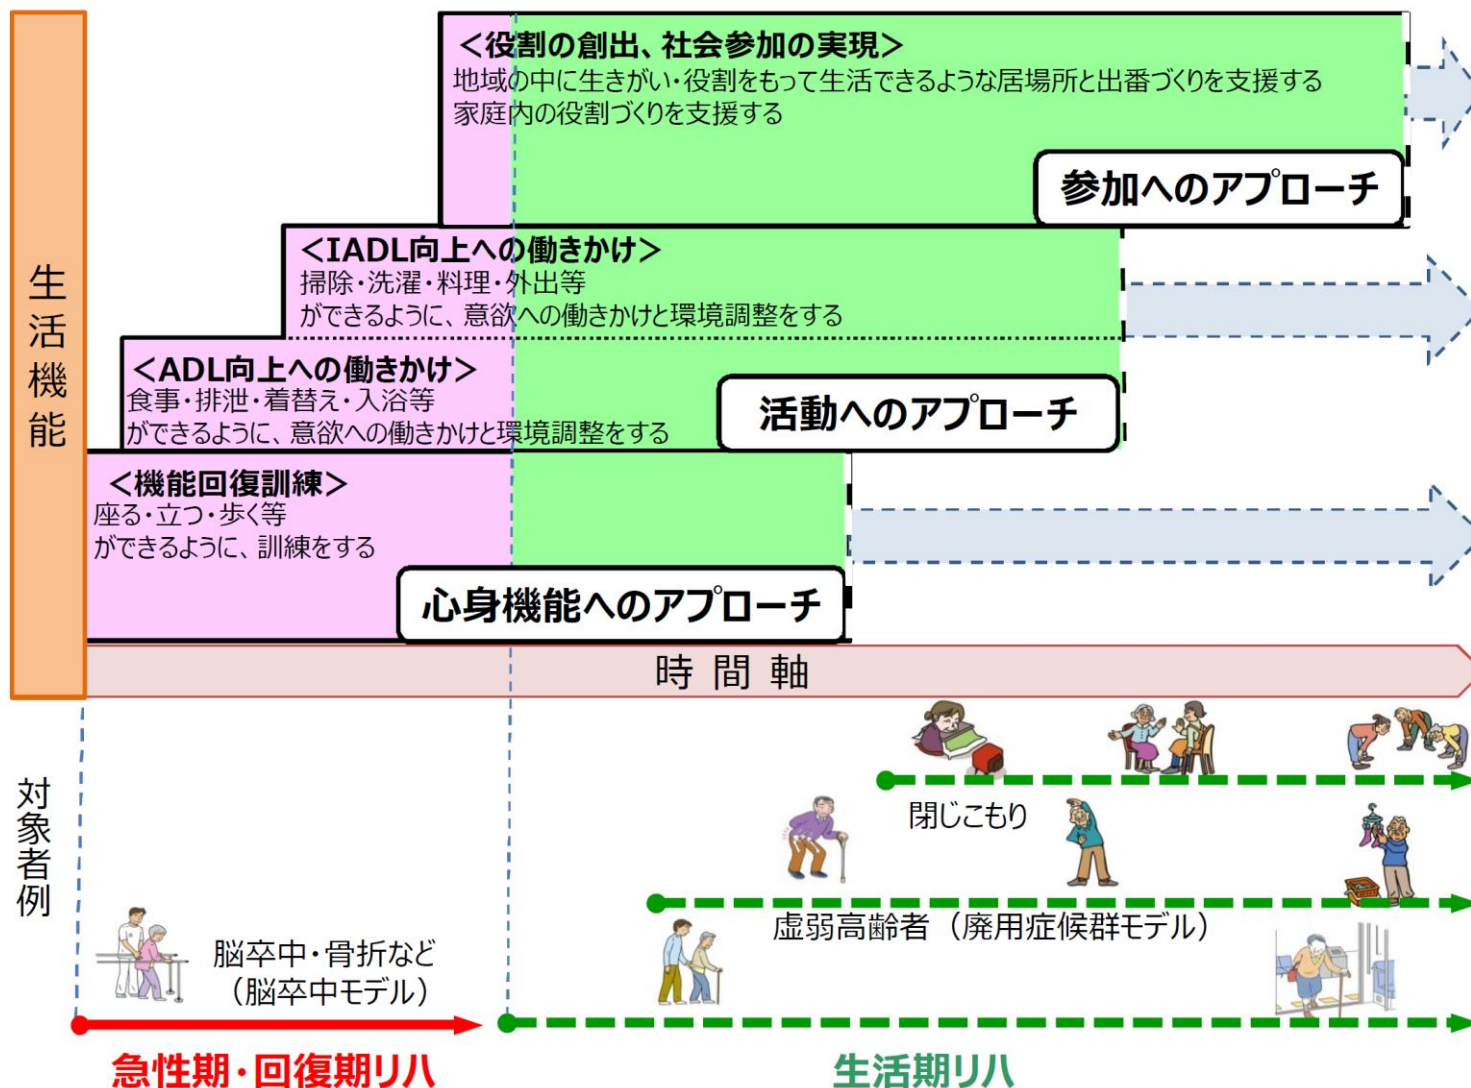 <役割の創出、社会参加の実現>
地域の中に生きがい・役割をもって生活できるような居場所と出番づくりを支援する
家庭内の役割づくりを支援する
参加へのアプローチ
<IADL向上への働きかけ>
掃除・洗濯・料理・外出等
ができるように、意欲への働きかけと環境調整をする
生活機能
<ADL向上への働きかけ>
食事・排泄・着替え・入浴等
ができるように、意欲への働きかけと環境調整をする
活動へのアプローチ
<機能回復訓練>
座る・立つ・歩く等
ができるように、訓練をする
心身機能へのアプローチ
時間軸
対象者例
閉じこもり
虚弱高齢者（廃用症候群モデル）
脳卒中・骨折など
（脳卒中モデル）
急性期・回復期リハ
生活期リハ